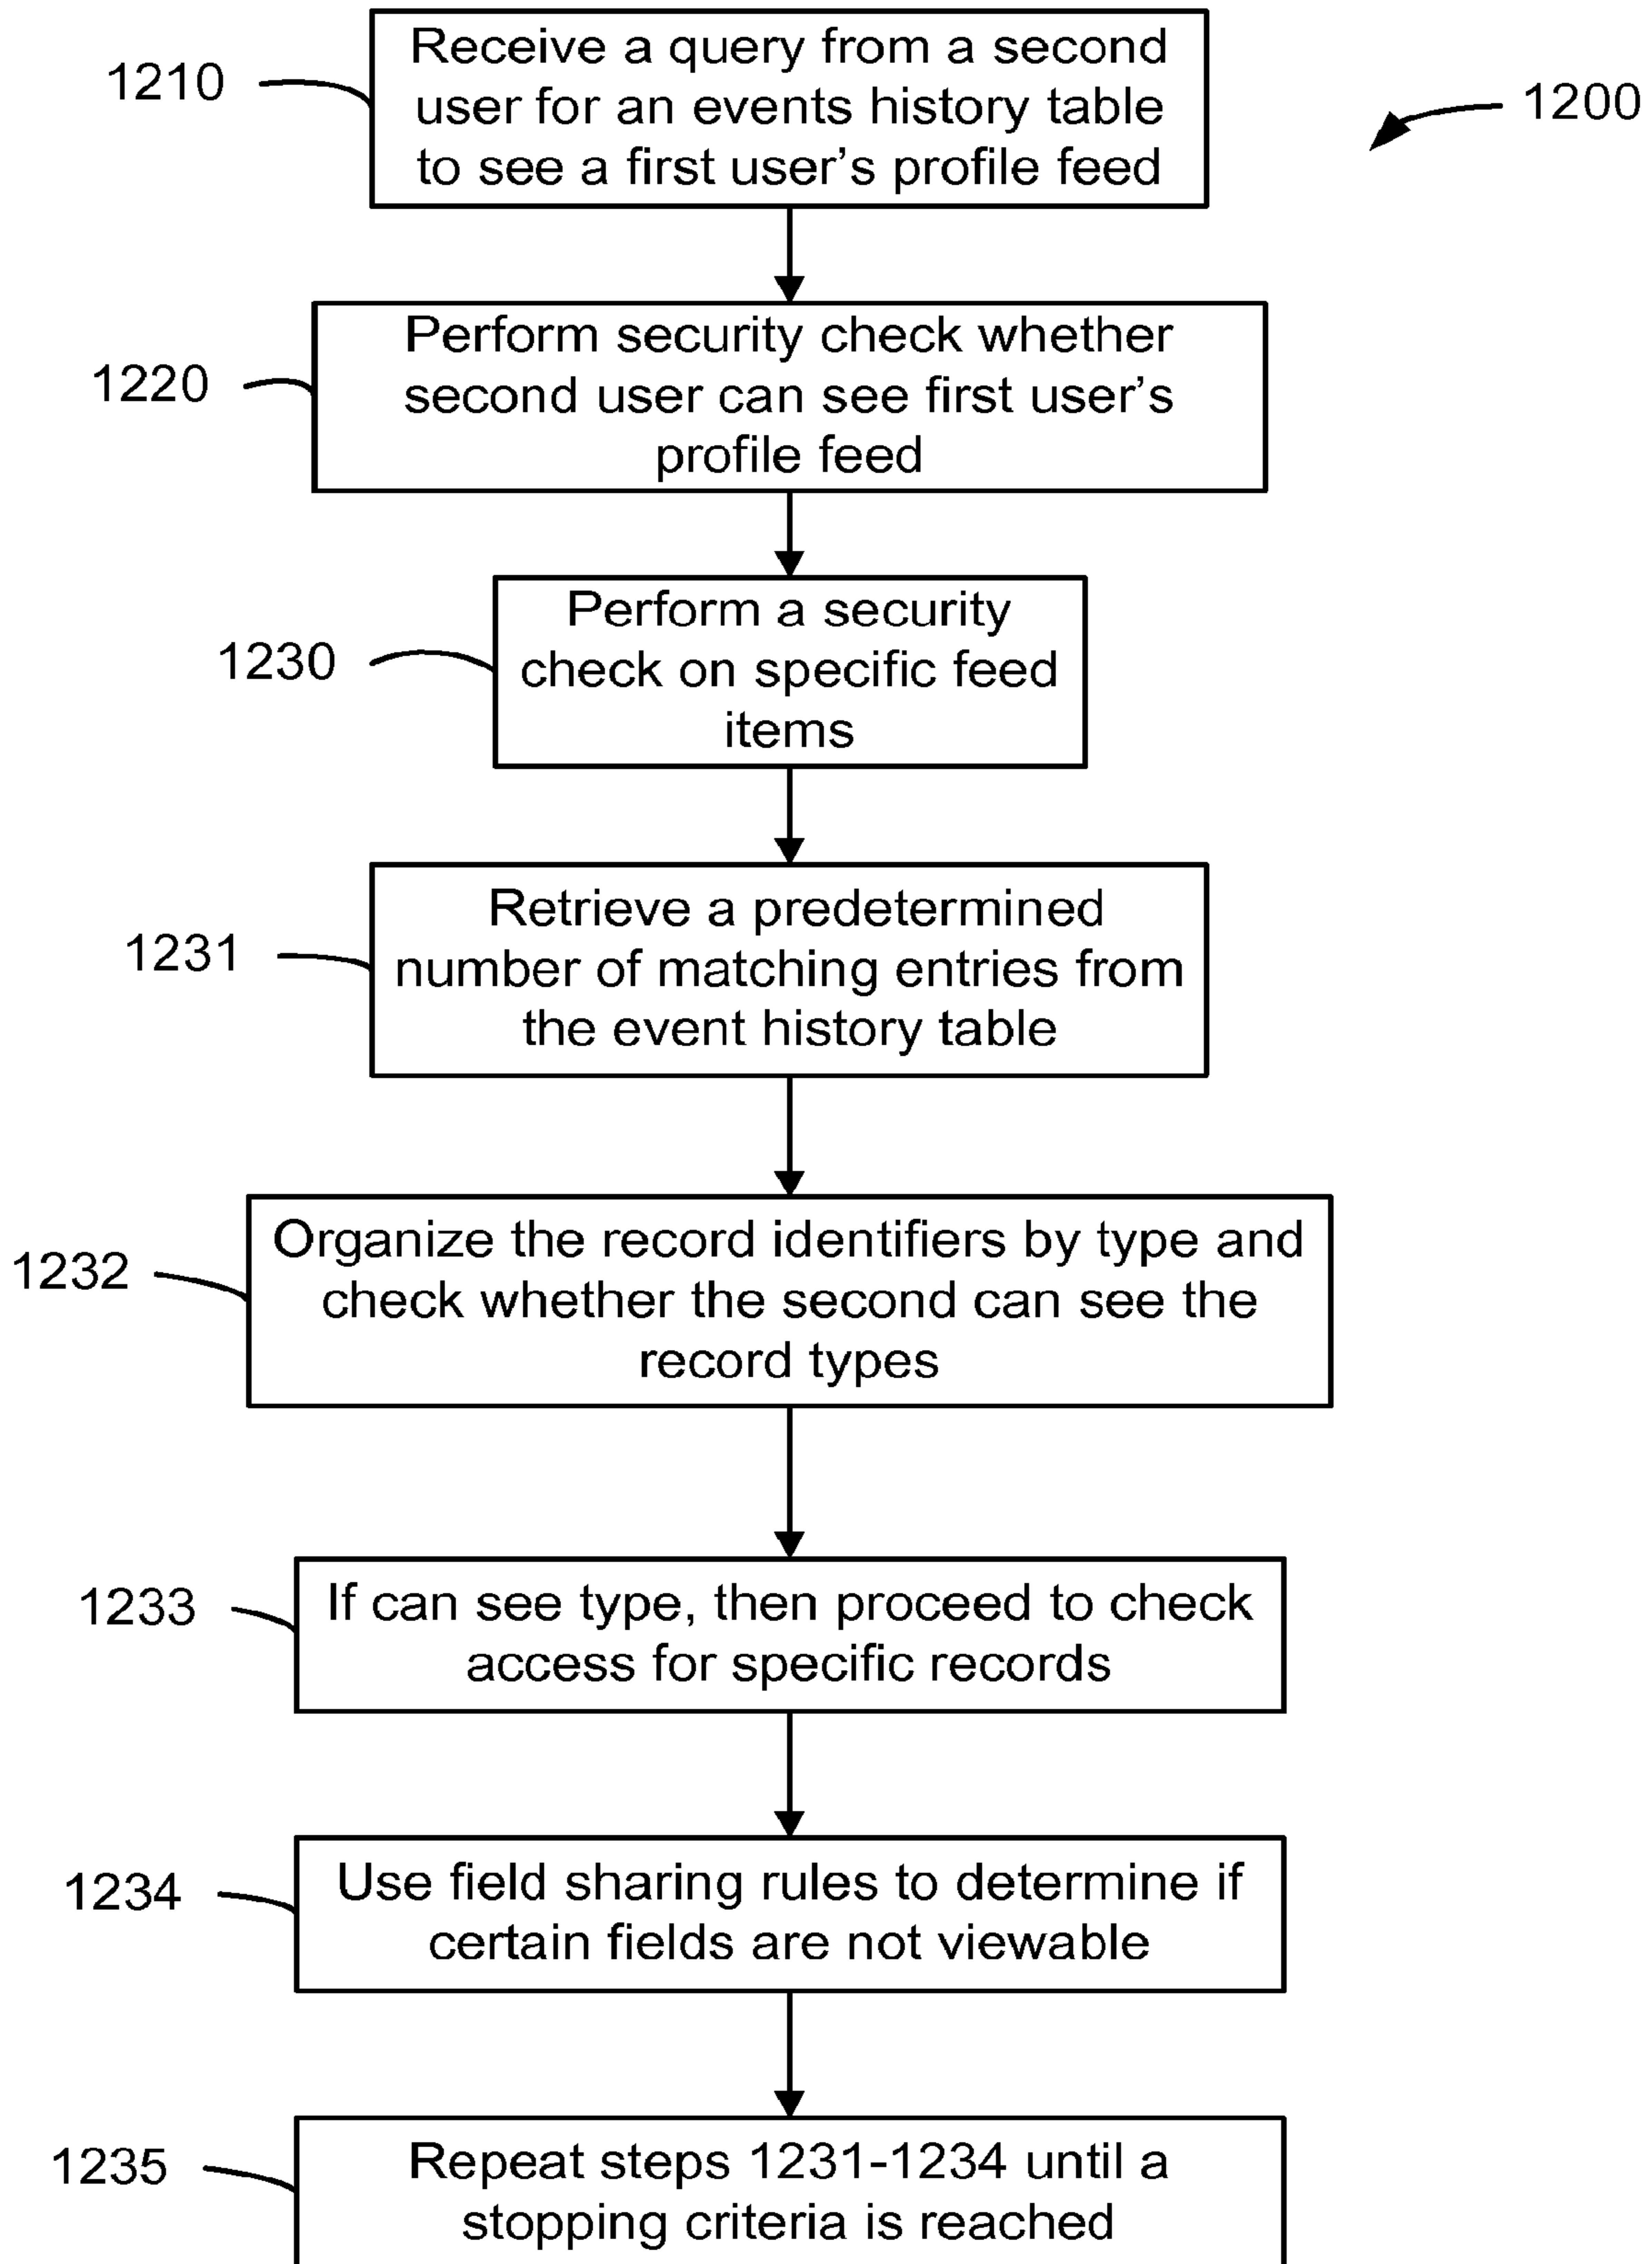 1200
1210
Receive a query from a second
user for an events history table
to see a first user’s profile feed
1220
Perform security check whether
second user can see first user’s
profile feed
1230
Perform a security
check on specific feed
items
1231
Retrieve a predetermined
number of matching entries from
the event history table
1232
Organize the record identifiers by type and
check whether the second can see the
record types
1233
If can see type, then proceed to check
access for specific records
1234
Use field sharing rules to determine if
certain fields are not viewable
1235
Repeat steps 1231-1234 until a
stopping criteria is reached